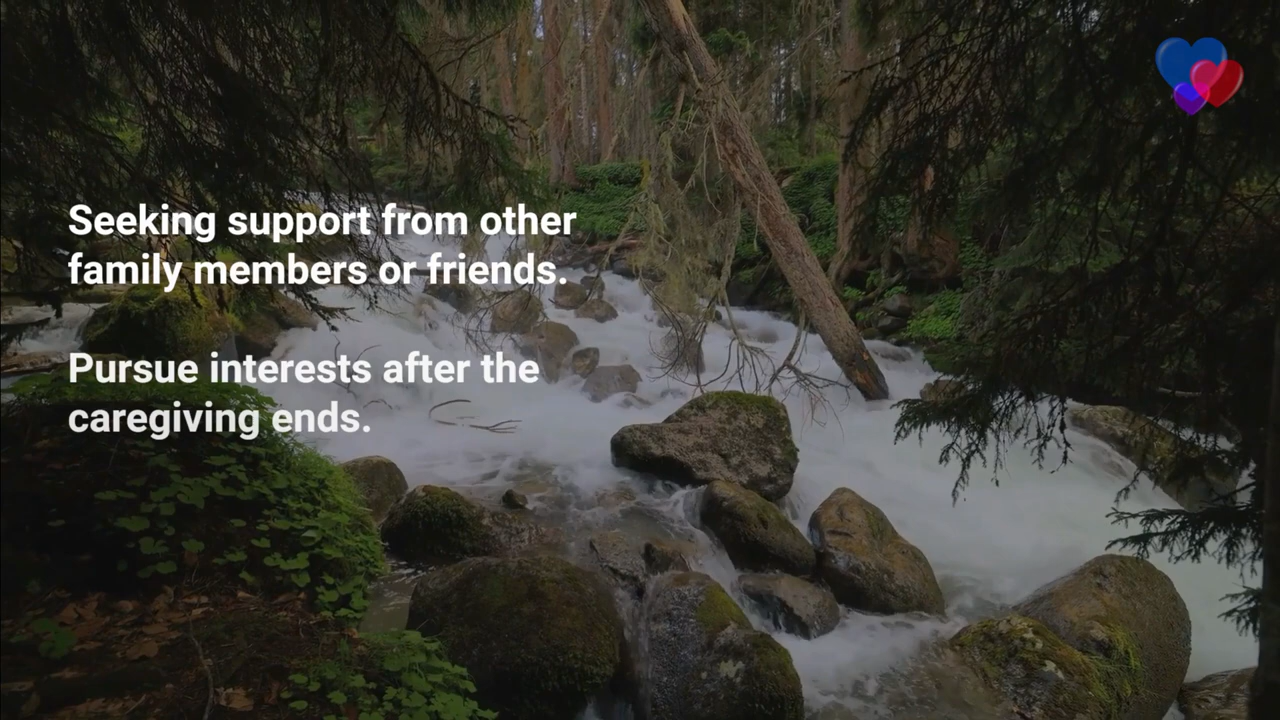 Seeking support from other
family members or friends.
Pursue interests after the
caregiving ends.